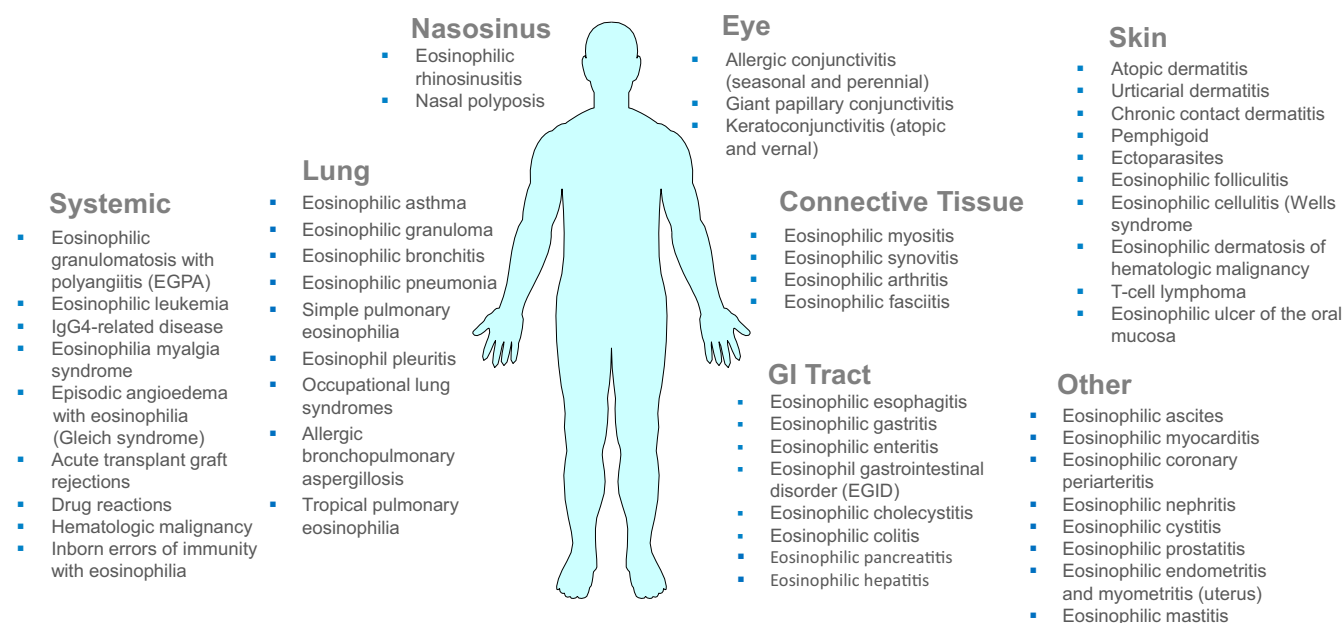 Nasosinus
Eosinophilic
rhinosinusitis
Nasal polyposis
Eye
Allergic conjunctivitis
(seasonal and perennial)
Giant papillary conjunctivitis
Keratoconjunctivitis (atopic
and vernal)
Skin
Atopic dermatitis
Urticarial dermatitis
Chronic contact dermatitis
Pemphigoid
Ectoparasites
Eosinophilic folliculitis
Eosinophilic cellulitis (Wells
syndrome
Eosinophilic dermatosis of
hematologic malignancy
T-cell lymphoma
Eosinophilic ulcer of the oral
mucosa
Systemic
Eosinophilic
granulomatosis with
polyangiitis (EGPA)
Eosinophilic leukemia
IgG4-related disease
Eosinophilia myalgia
syndrome
Episodic angioedema
with eosinophilia
(Gleich syndrome)
Acute transplant graft
rejections
Drug reactions
Hematologic malignancy
Inborn errors of immunity
with eosinophilia
Lung
Eosinophilic asthma
Eosinophilic granuloma
Eosinophilic bronchitis
Eosinophilic pneumonia
Simple pulmonary
eosinophilia
Eosinophil pleuritis
Occupational lung
syndromes
Allergic
bronchopulmonary
aspergillosis
Tropical pulmonary
eosinophilia
Connective Tissue
Eosinophilic myositis
Eosinophilic synovitis
Eosinophilic arthritis
Eosinophilic fasciitis
GI Tract
Eosinophilic esophagitis
Eosinophilic gastritis
Eosinophilic enteritis
Eosinophil gastrointestinal
disorder (EGID)
Eosinophilic cholecystitis
Eosinophilic colitis
Eosinophilic pancreatitis
Eosinophilic hepatitis
Other
Eosinophilic ascites
Eosinophilic myocarditis
Eosinophilic coronary
periarteritis
Eosinophilic nephritis
Eosinophilic cystitis
Eosinophilic prostatitis
Eosinophilic endometritis
and myometritis (uterus)
Eosinophilic mastitis